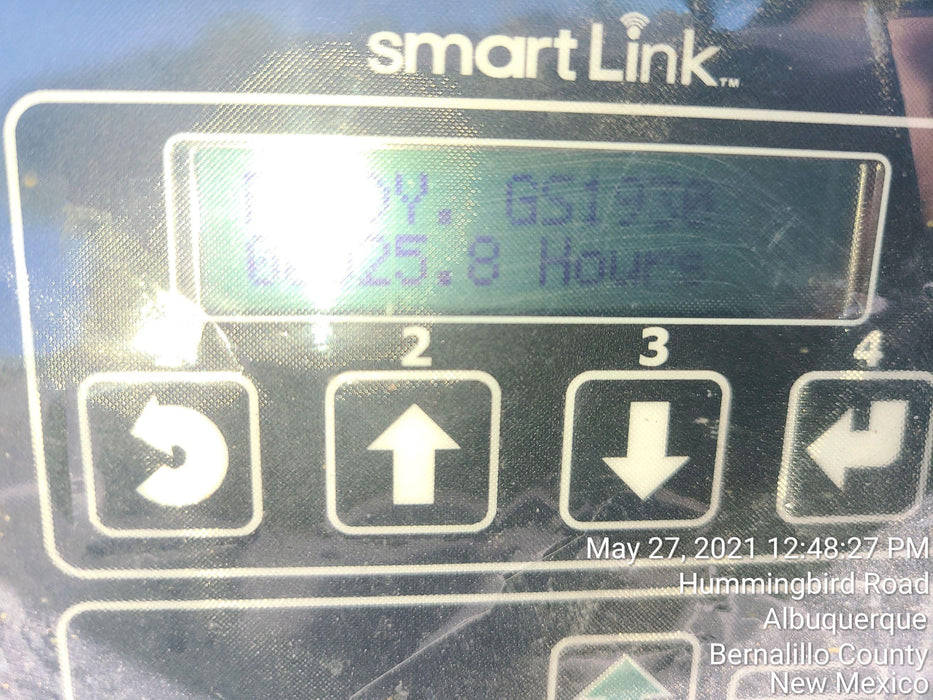 smartLink™
GS1930
Hours
2
3
4
May 27, 2021 12:48:27 PM
Hummingbird Road
Albuquerque
Bernalillo County
New Mexico